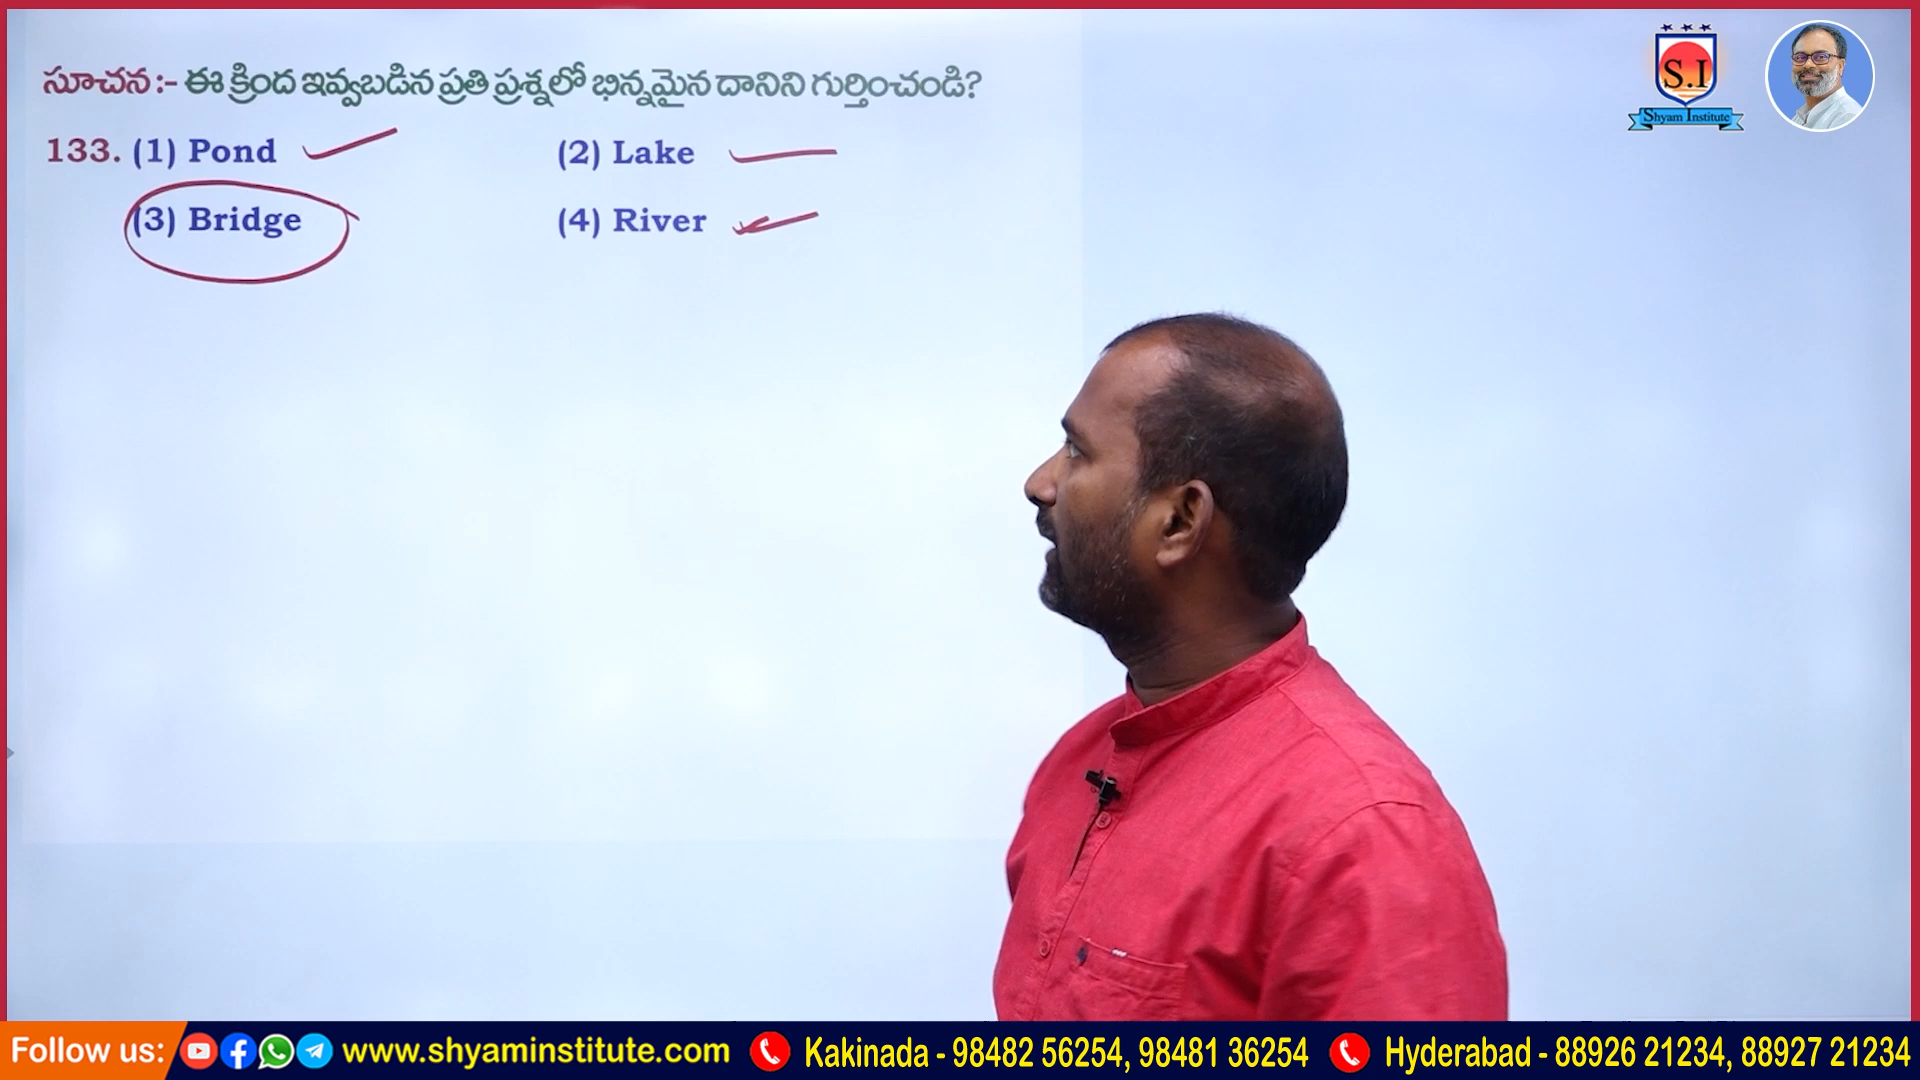 సూచన :- ఈ క్రింద ఇవ్వబడిన ప్రతి ప్రశ్నలో భిన్నమైన దానిని గుర్తించండి?
133. (1) Pond (2) Lake
(3) Bridge (4) River
S.I
Shyam Institute
Follow us: www.shyaminstitute.com Kakinada - 98482 56254, 98481 36254 Hyderabad - 88926 21234, 88927 21234